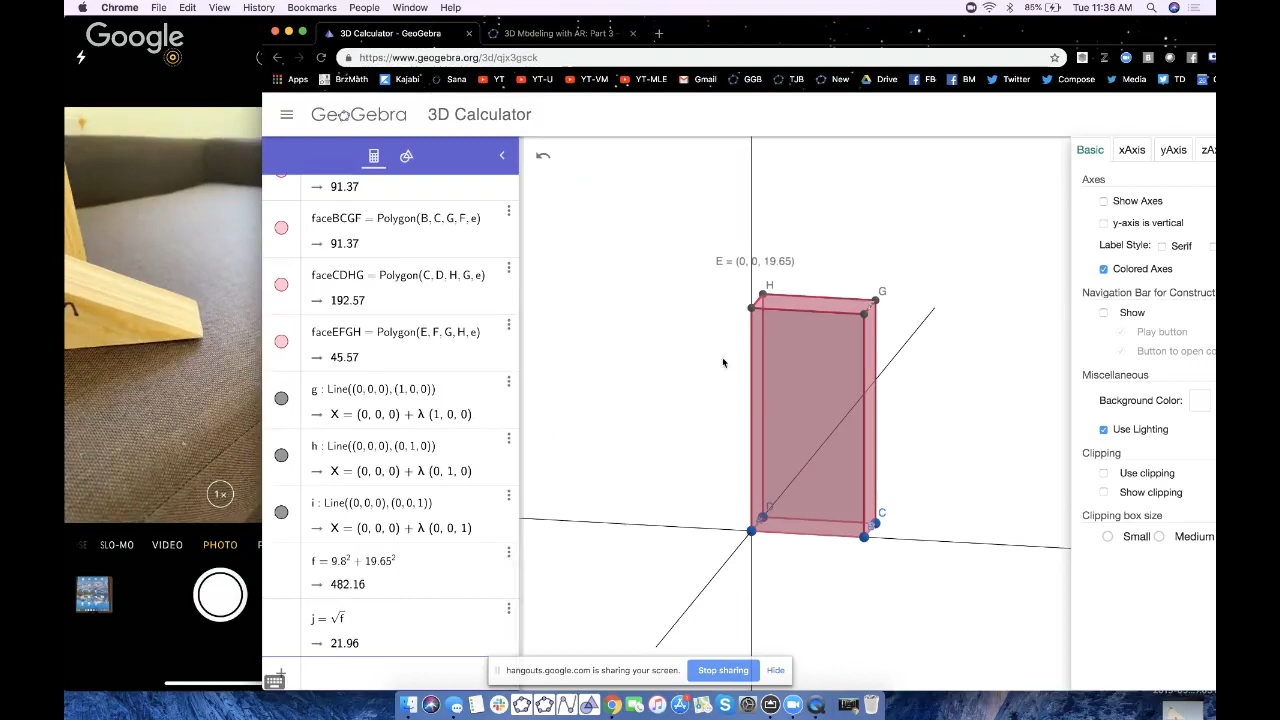 Chrome File Edit View History Bookmarks People Window Help
85% Tue 11:36 AM
Google
3D Calculator - GeoGebra
3D Modeling with AR: Part 3 -
https://www.geogebra.org/3d/qjx3gsck
Apps BrzMath Kajabi Sana YT YT-U YT-VM YT-MLE Gmail GGB TJB New Drive FB BM Twitter Compose Media TD
GeoGebra 3D Calculator
→ 91.37
faceBCGF = Polygon(B, C, G, F, e)
→ 91.37
faceCDHG = Polygon(C, D, H, G, e)
→ 192.57
faceEFGH = Polygon(E, F, G, H, e)
→ 45.57
g : Line((0,0,0),(1,0,0))
→ X = (0, 0, 0) + λ (1, 0, 0)
h : Line((0,0,0),(0,1,0))
→ X = (0, 0, 0) + λ (0, 1, 0)
i : Line((0,0,0),(0,0,1))
→ X = (0, 0, 0) + λ (0, 0, 1)
f = 9.8² + 19.65²
→ 482.16
j = √f
→ 21.96
E = (0, 0, 19.65)
H
G
D
C
Basic xAxis yAxis zA
Axes
Show Axes
y-axis is vertical
Label Style: Serif
Colored Axes
Navigation Bar for Construct
Show
Play button
Button to open co
Miscellaneous
Background Color:
Use Lighting
Clipping
Use clipping
Show clipping
Clipping box size
Small Medium
1×
SLO-MO VIDEO PHOTO
hangouts.google.com is sharing your screen. Stop sharing Hide